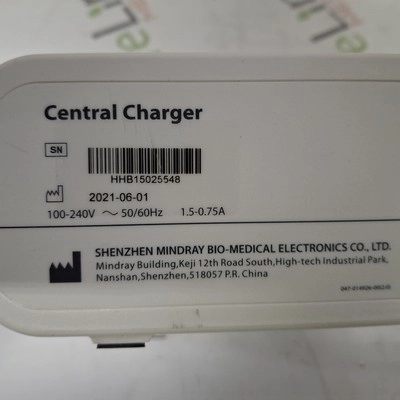 Central Charger
SN
HHB15025548
2021-06-01
100-240V ~ 50/60Hz 1.5-0.75A
SHENZHEN MINDRAY BIO-MEDICAL ELECTRONICS CO., LTD.
Mindray Building,Keji 12th Road South,High-tech Industrial Park,
Nanshan,Shenzhen,518057 P.R. China